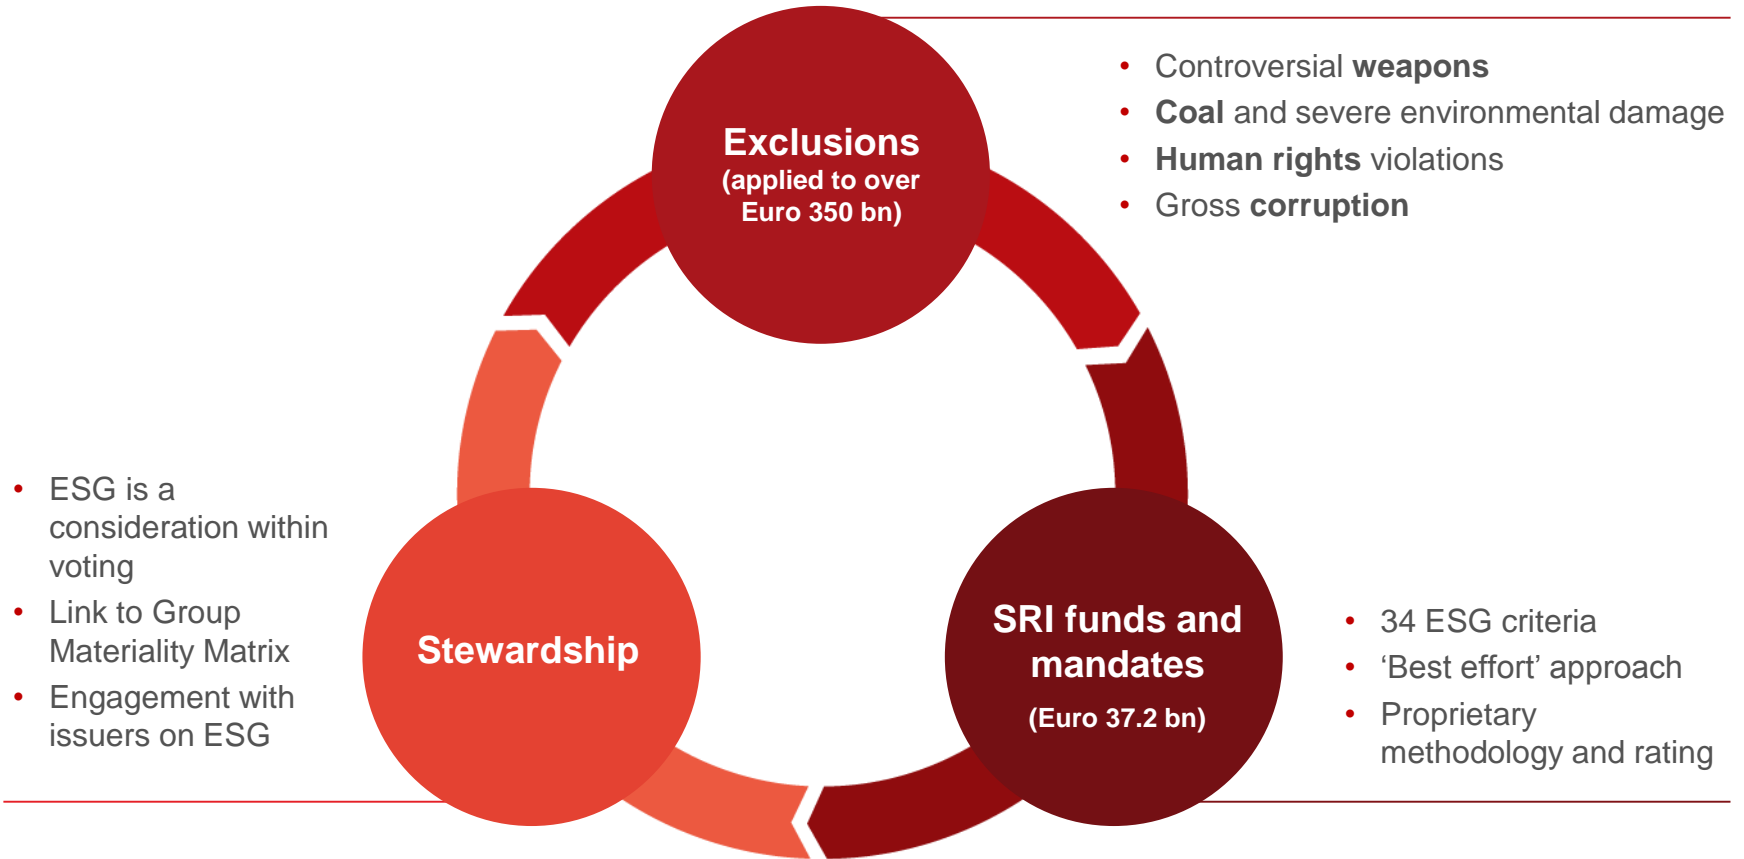 Exclusions
(applied to over
Euro 350 bn)
• Controversial weapons
• Coal and severe environmental damage
• Human rights violations
• Gross corruption
SRI funds and
mandates
(Euro 37.2 bn)
• 34 ESG criteria
• ‘Best effort’ approach
• Proprietary
methodology and rating
Stewardship
• ESG is a
consideration within
voting
• Link to Group
Materiality Matrix
• Engagement with
issuers on ESG